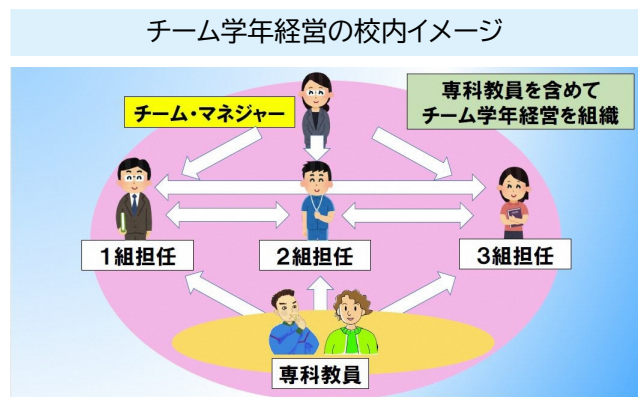 チーム学年経営の校内イメージ
チーム・マネジャー
専科教員を含めて
チーム学年経営を組織
1組担任
2組担任
3組担任
専科教員